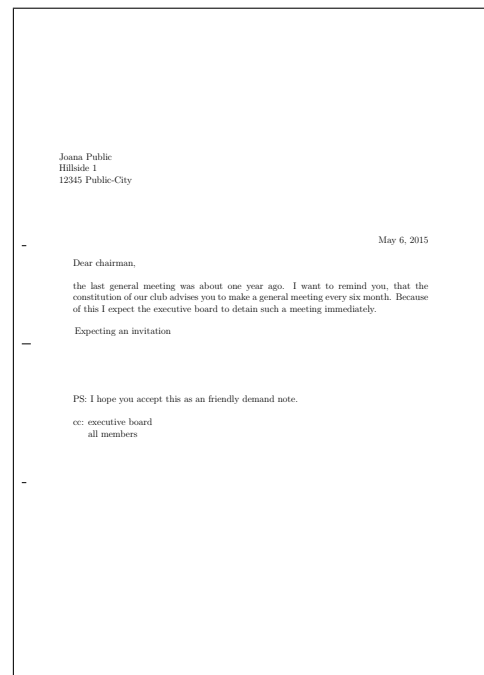 Joana Public
Hillside 1
12345 Public-City
May 6, 2015
Dear chairman,
the last general meeting was about one year ago. I want to remind you, that the
constitution of our club advises you to make a general meeting every six month. Because
of this I expect the executive board to detain such a meeting immediately.
Expecting an invitation
PS: I hope you accept this as an friendly demand note.
cc: executive board
all members